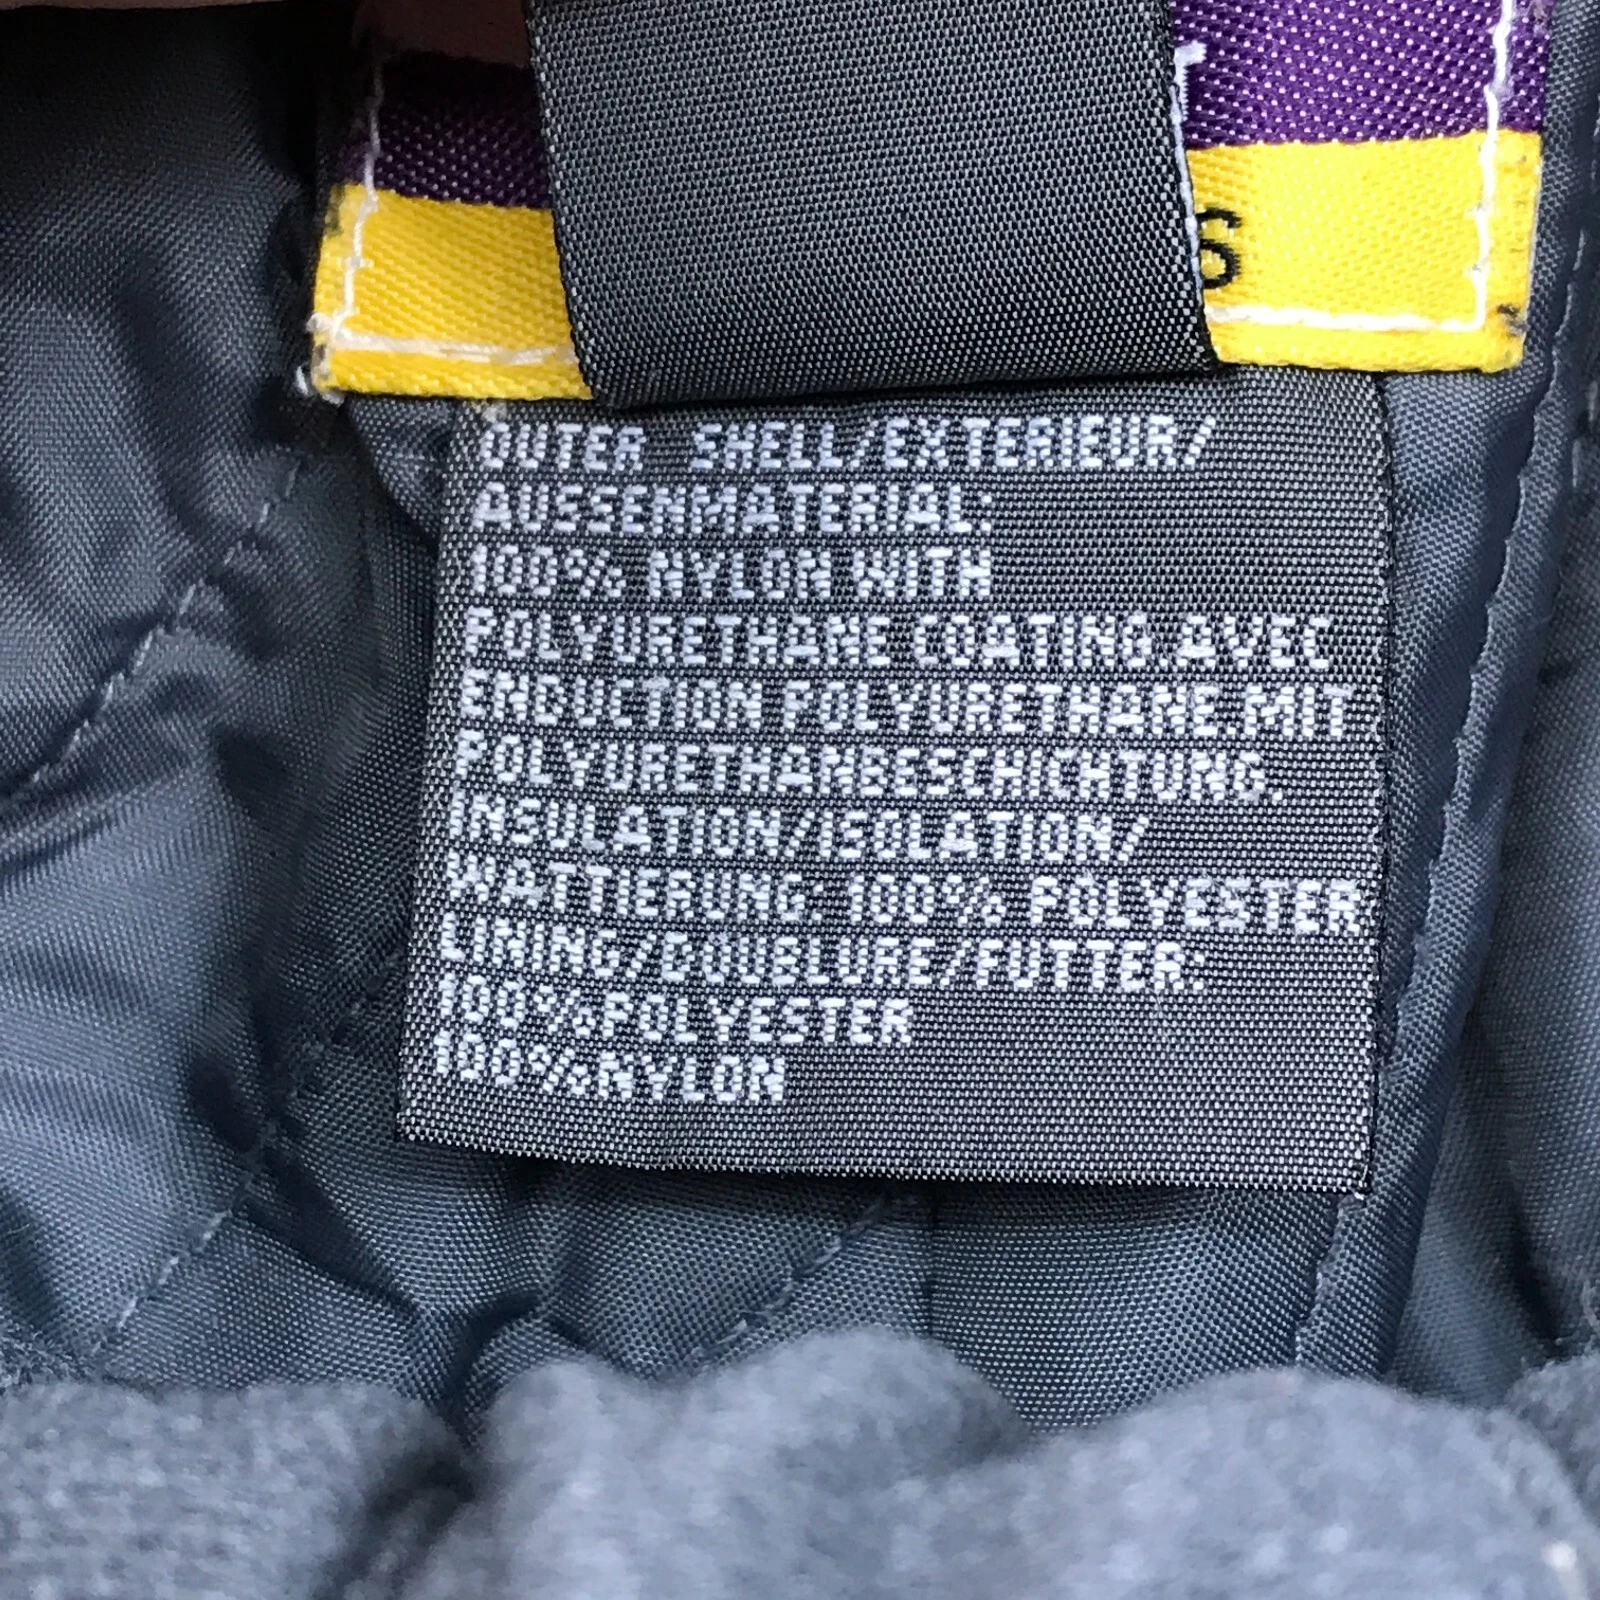 6
OUTER SHELL/EXTERIEUR/
AUSSENMATERIAL:
100% NYLON WITH
POLYURETHANE COATING.AVEC
ENDUCTION POLYURETHANE.MIT
POLYURETHANBESCHICHTUNG.
INSULATION/ISOLATION/
WATTIERUNG: 100% POLYESTER
LINING/DOUBLURE/FUTTER:
100%POLYESTER
100%NYLON